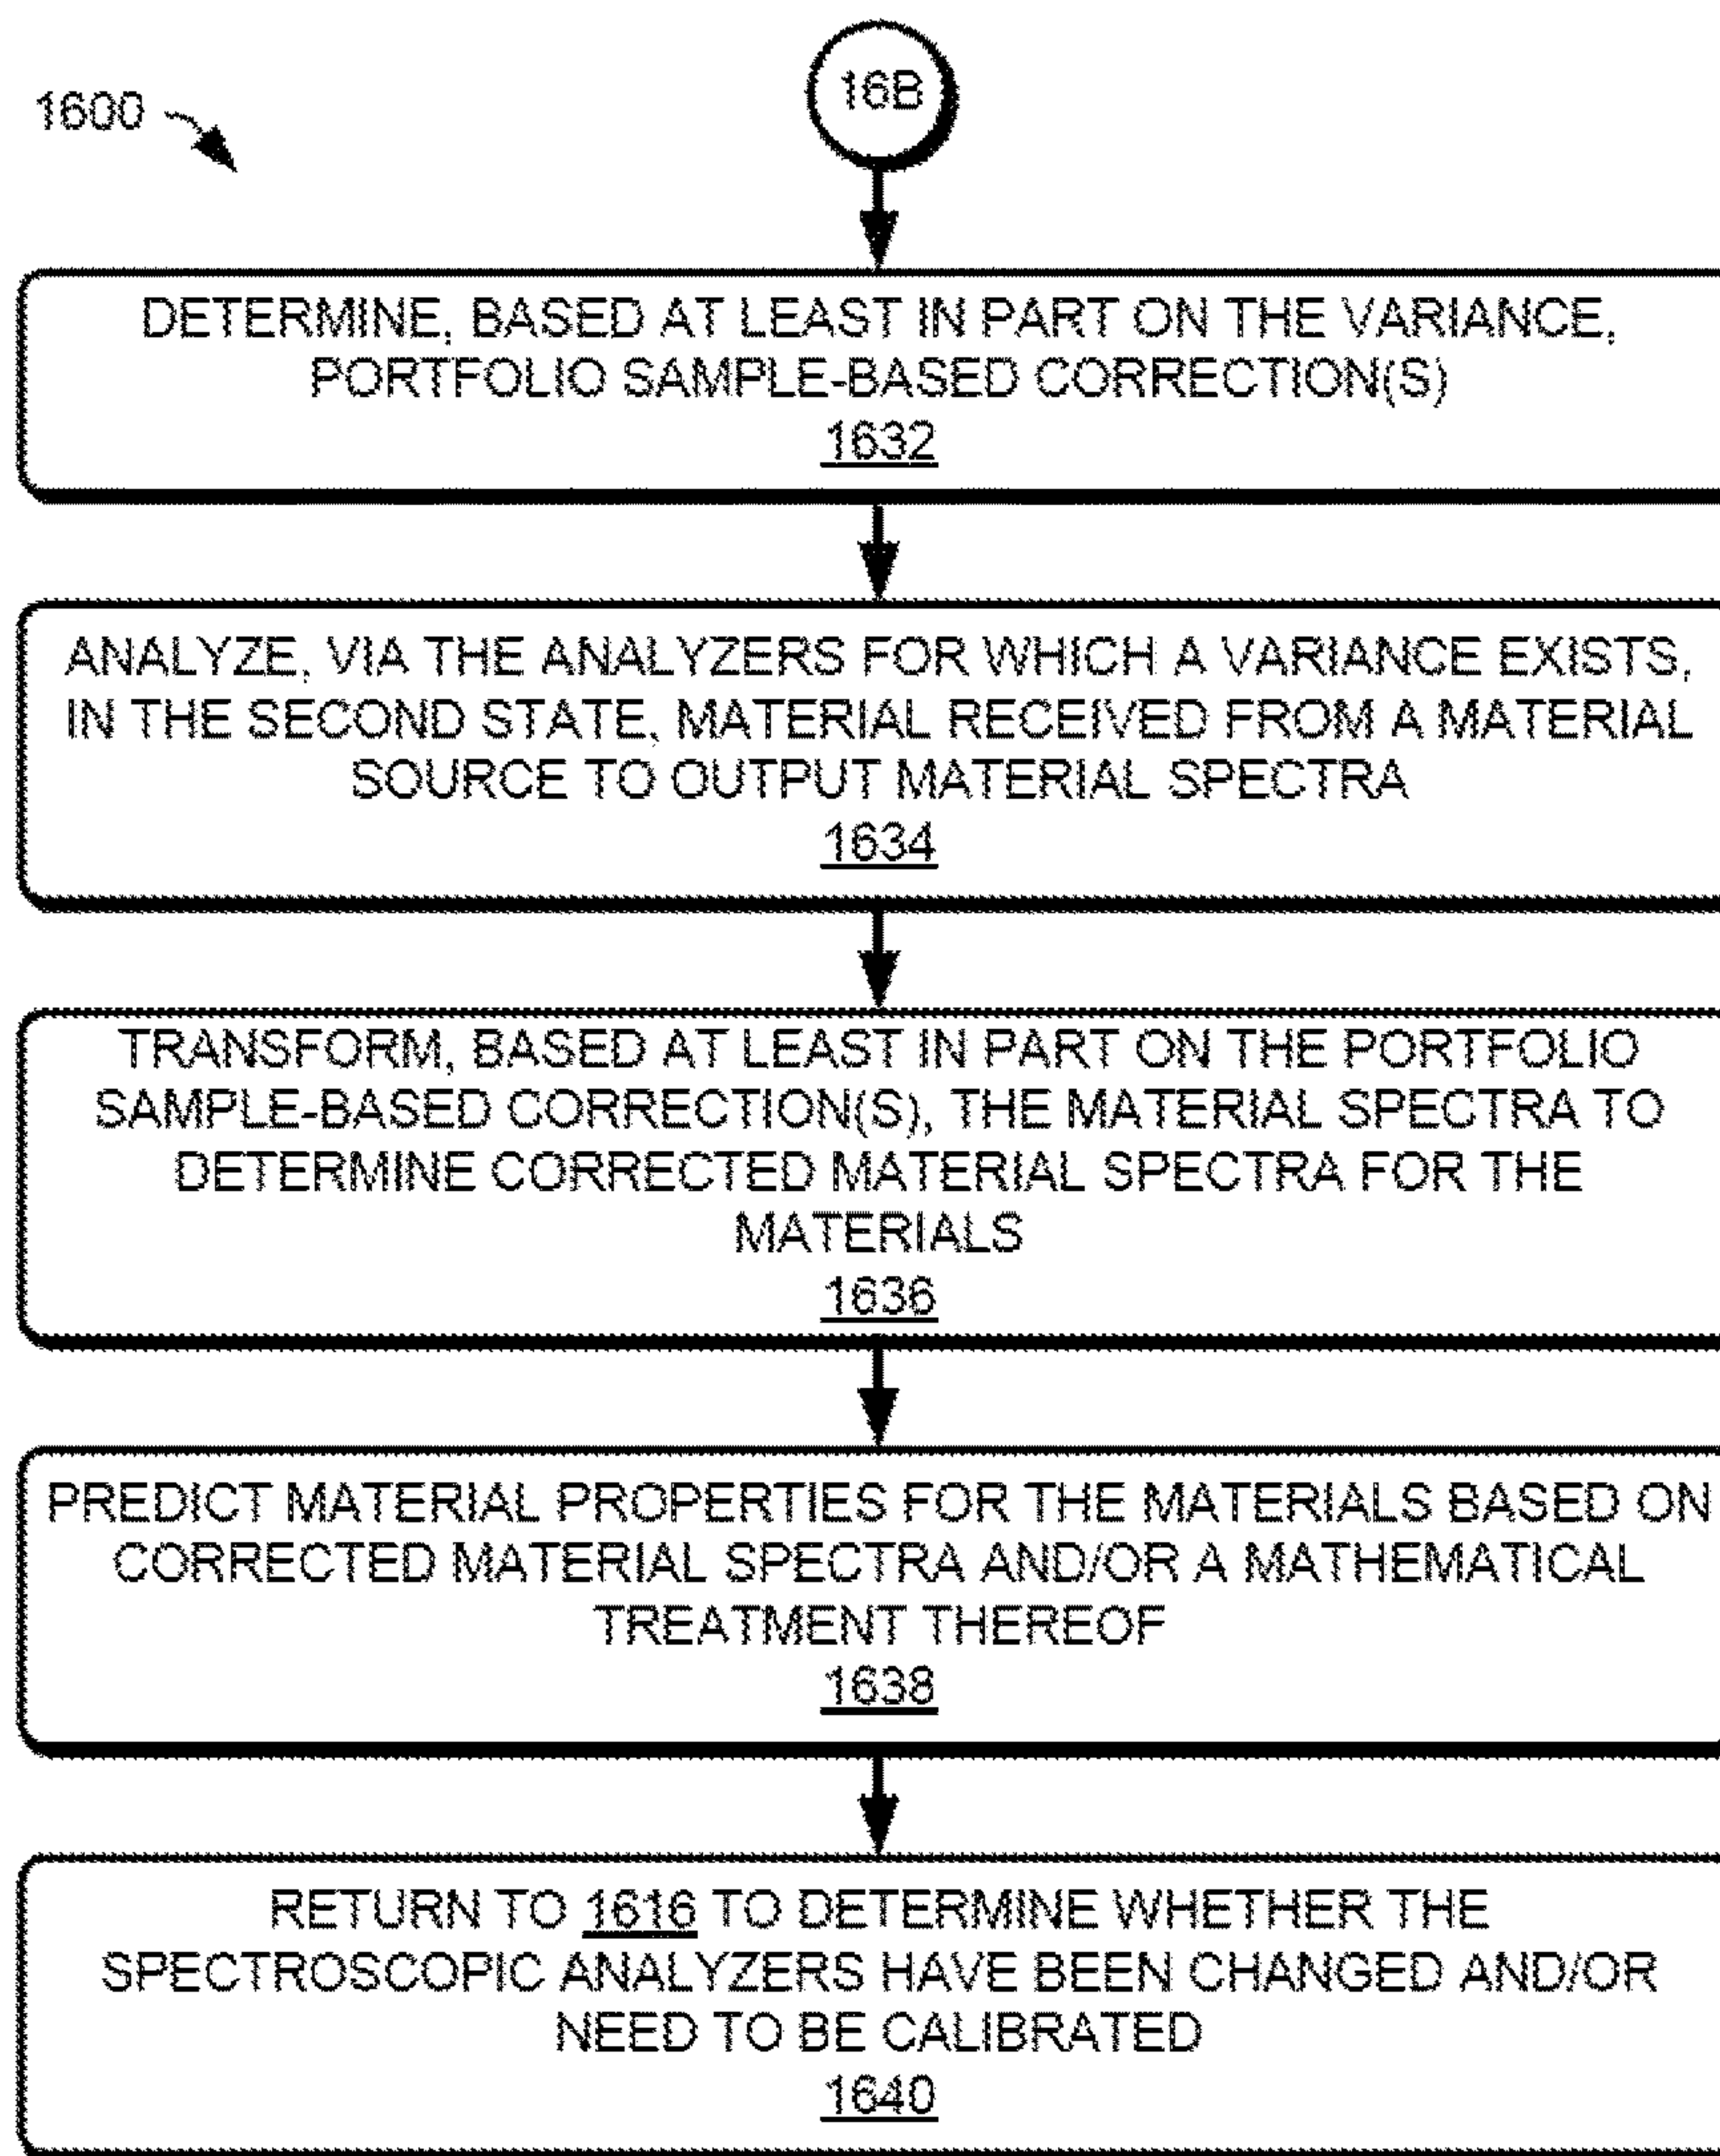 16B
1600
DETERMINE, BASED AT LEAST IN PART ON THE VARIANCE,
PORTFOLIO SAMPLE-BASED CORRECTION(S)
1632
ANALYZE, VIA THE ANALYZERS FOR WHICH A VARIANCE EXISTS,
IN THE SECOND STATE, MATERIAL RECEIVED FROM A MATERIAL
SOURCE TO OUTPUT MATERIAL SPECTRA
1634
TRANSFORM, BASED AT LEAST IN PART ON THE PORTFOLIO
SAMPLE-BASED CORRECTION(S), THE MATERIAL SPECTRA TO
DETERMINE CORRECTED MATERIAL SPECTRA FOR THE
MATERIALS
1636
PREDICT MATERIAL PROPERTIES FOR THE MATERIALS BASED ON
CORRECTED MATERIAL SPECTRA AND/OR A MATHEMATICAL
TREATMENT THEREOF
1638
RETURN TO 1616 TO DETERMINE WHETHER THE
SPECTROSCOPIC ANALYZERS HAVE BEEN CHANGED AND/OR
NEED TO BE CALIBRATED
1640